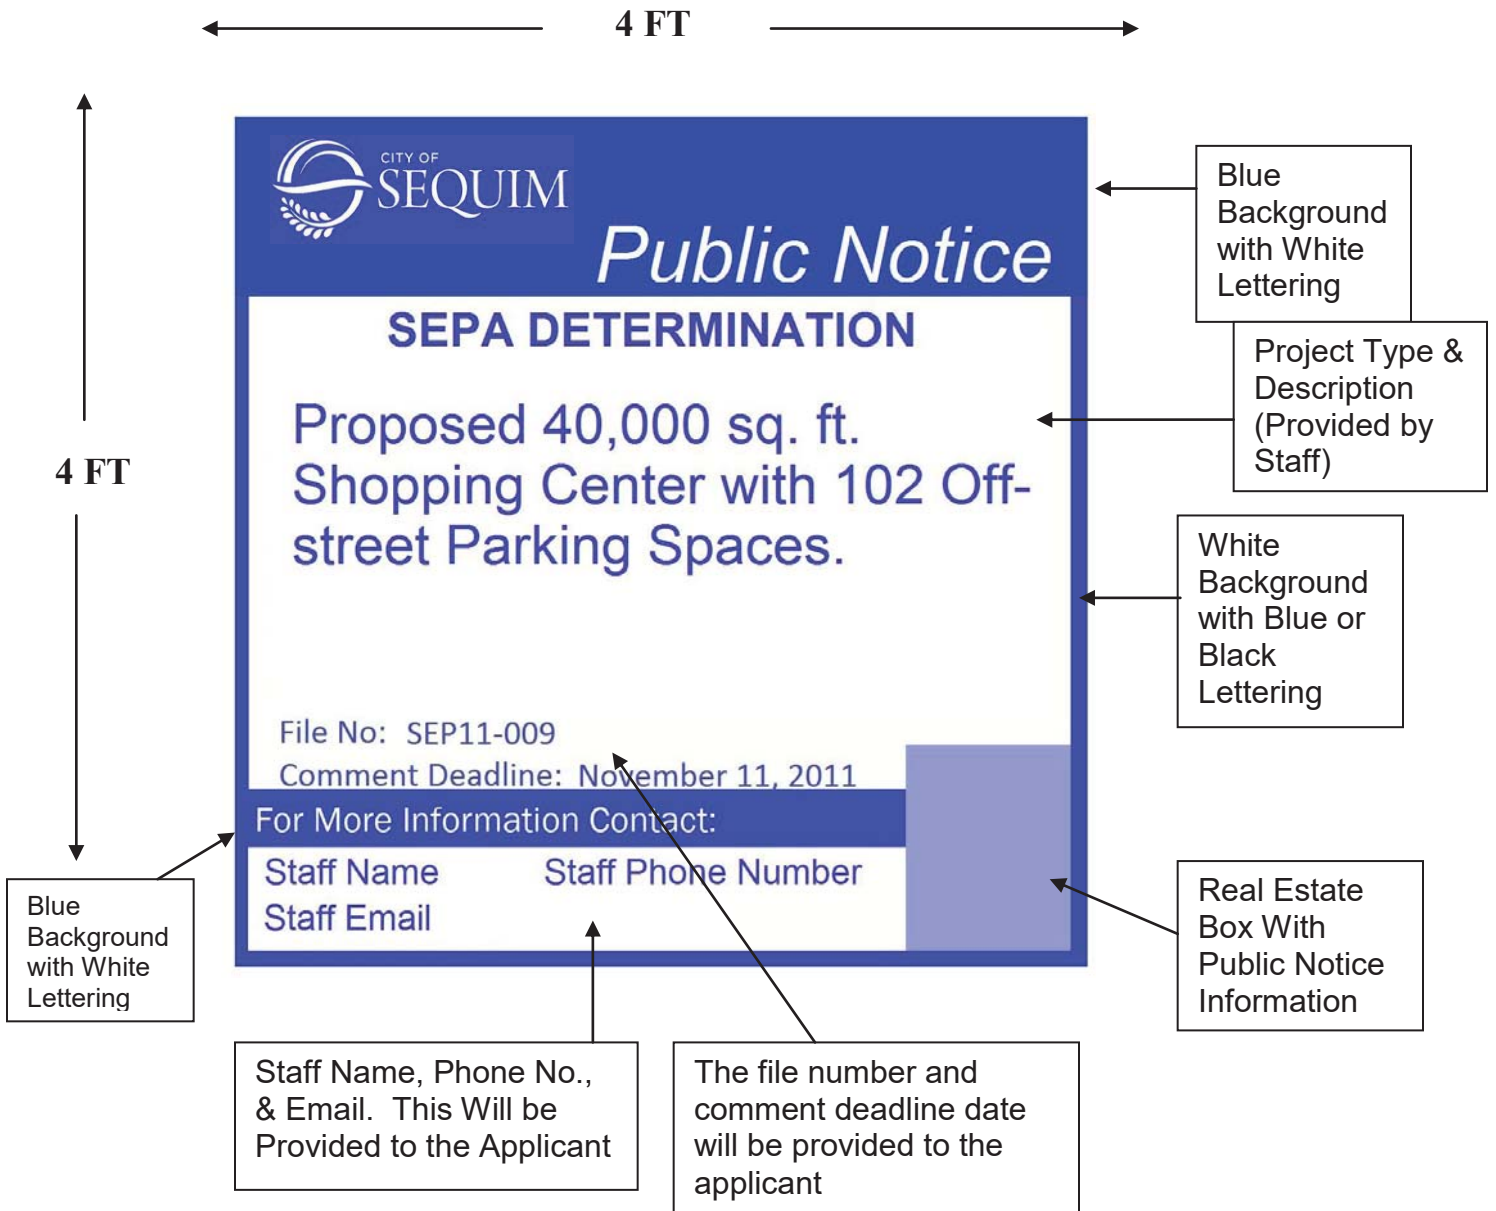 4 FT
4 FT
CITY OF
SEQUIM
Public Notice
SEPA DETERMINATION
Proposed 40,000 sq. ft.
Shopping Center with 102 Off-
street Parking Spaces.
File No: SEP11-009
Comment Deadline: November 11, 2011
For More Information Contact:
Staff Name Staff Phone Number
Staff Email
Blue
Background
with White
Lettering
Project Type &
Description
(Provided by
Staff)
White
Background
with Blue or
Black
Lettering
Real Estate
Box With
Public Notice
Information
Blue
Background
with White
Lettering
Staff Name, Phone No.,
& Email. This Will be
Provided to the Applicant
The file number and
comment deadline date
will be provided to the
applicant